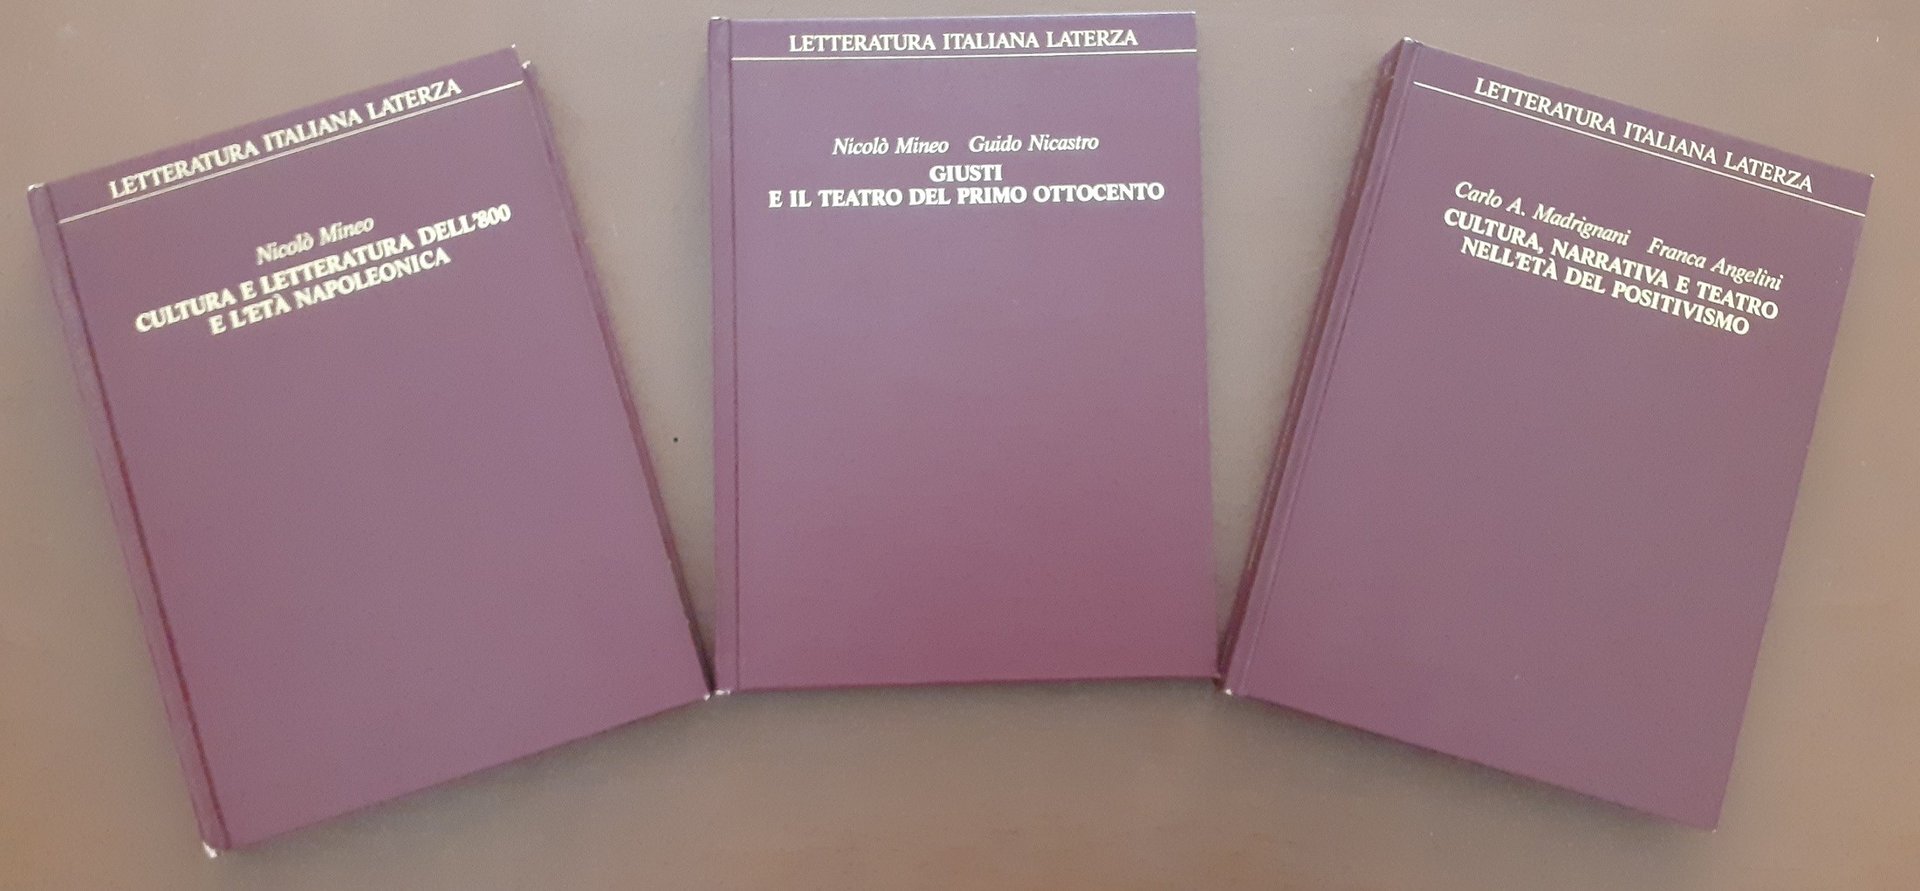 LETTERATURA ITALIANA LATERZA
Nicolò Mineo
CULTURA E LETTERATURA DELL'800
E L'ETÀ NAPOLEONICA
LETTERATURA ITALIANA LATERZA
Nicolò Mineo Guido Nicastro
GIUSTI
E IL TEATRO DEL PRIMO OTTOCENTO
LETTERATURA ITALIANA LATERZA
Carlo A. Madrignani Franca Angelini
CULTURA, NARRATIVA E TEATRO
NELL'ETÀ DEL POSITIVISMO